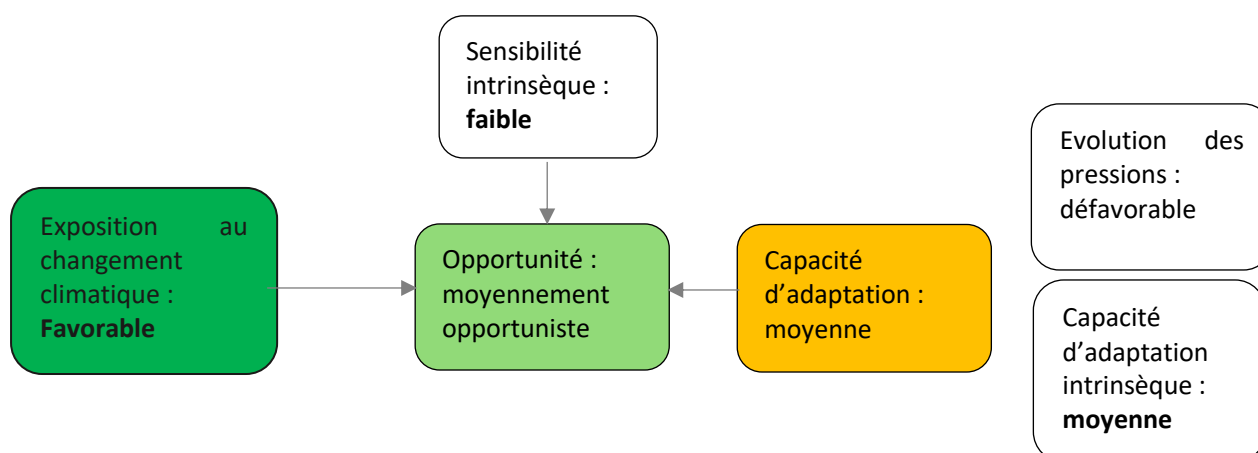 Sensibilité
intrinsèque :
faible
Exposition au
changement
climatique :
Favorable
Opportunité :
moyennement
opportuniste
Capacité
d’adaptation :
moyenne
Evolution des
pressions :
défavorable
Capacité
d’adaptation
intrinsèque :
moyenne